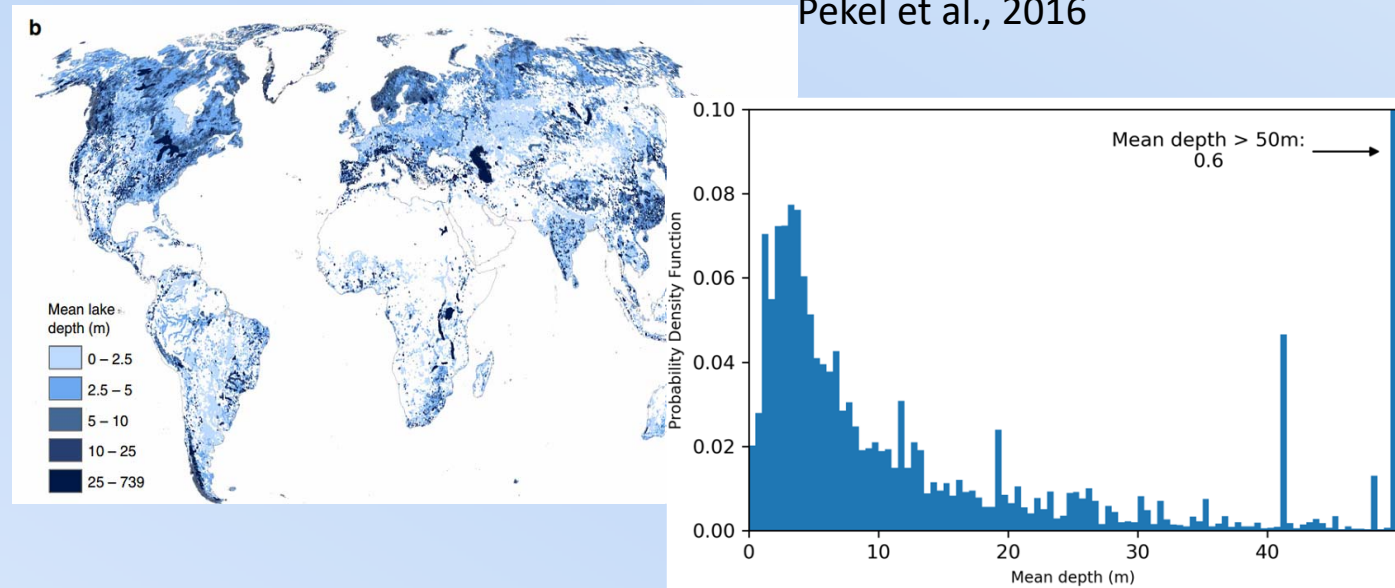 Pekel et al., 2016
b
Mean lake
depth (m)
0 – 2.5
2.5 – 5
5 – 10
10 – 25
25 – 739
0.10
0.08
0.06
0.04
0.02
0.00
Probability Density Function
Mean depth > 50m:
0.6
0 10 20 30 40
Mean depth (m)